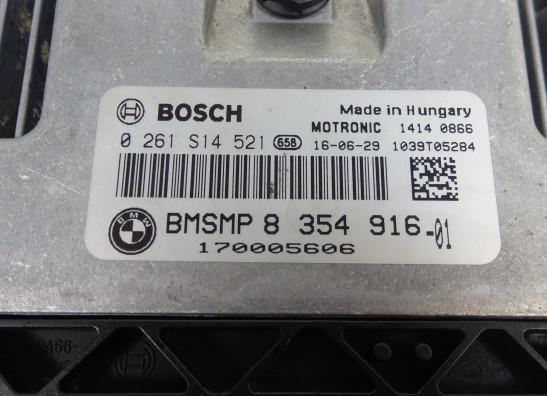 BOSCH Made in Hungary
MOTRONIC 1414 0866
0 261 S14 521 658 16-06-29 1039T05284
BMW BMSMP 8 354 916-01
170005606